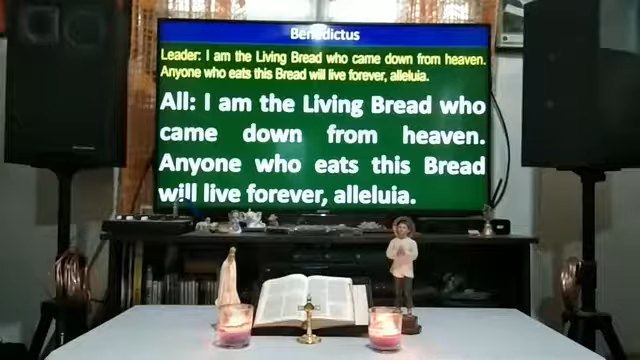 Benedictus
Leader: I am the Living Bread who came down from heaven.
Anyone who eats this Bread will live forever, alleluia.
All: I am the Living Bread who
came down from heaven.
Anyone who eats this Bread
will live forever, alleluia.